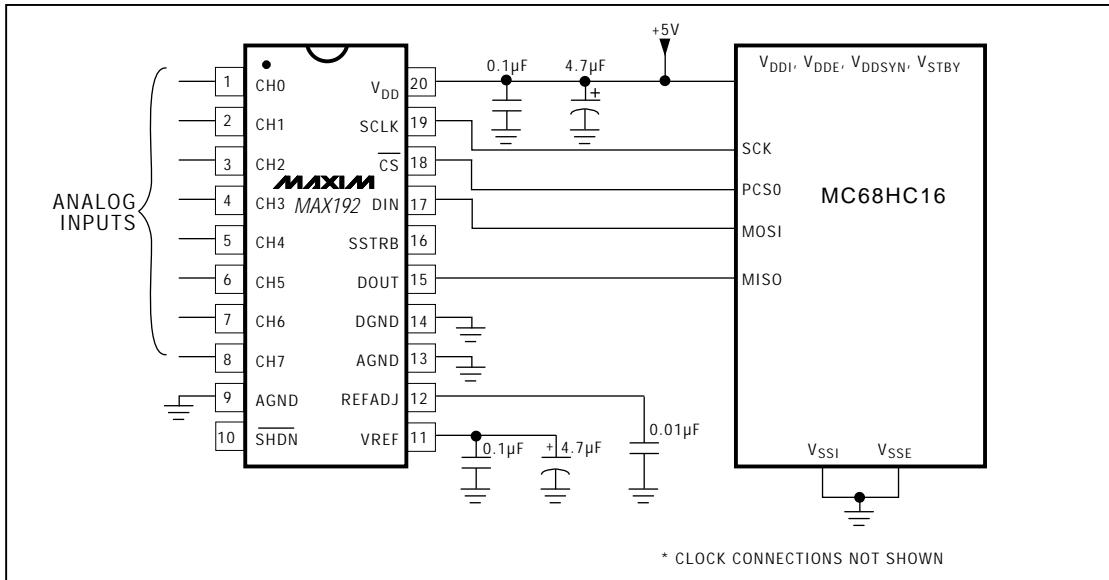 +5V
0.1µF
4.7µF
+
VDDI, VDDE, VDDSYN, VSTBY
ANALOG
INPUTS
1 CH0
2 CH1
3 CH2
4 CH3
5 CH4
6 CH5
7 CH6
8 CH7
9 AGND
10 SHDN
MAXIM
MAX192
VDD 20
SCLK 19
CS 18
DIN 17
SSTRB 16
DOUT 15
DGND 14
AGND 13
REFADJ 12
VREF 11
0.1µF
+ 4.7µF
0.01µF
SCK
PCS0
MOSI
MISO
MC68HC16
VSSI
VSSE
* CLOCK CONNECTIONS NOT SHOWN